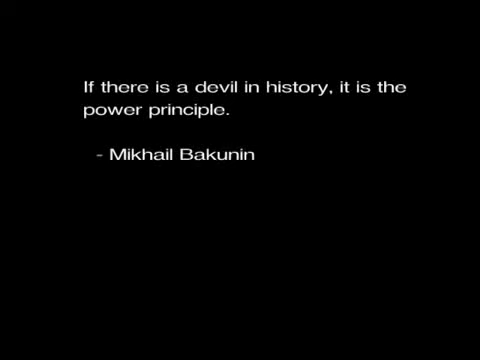 If there is a devil in history, it is the
power principle.
- Mikhail Bakunin